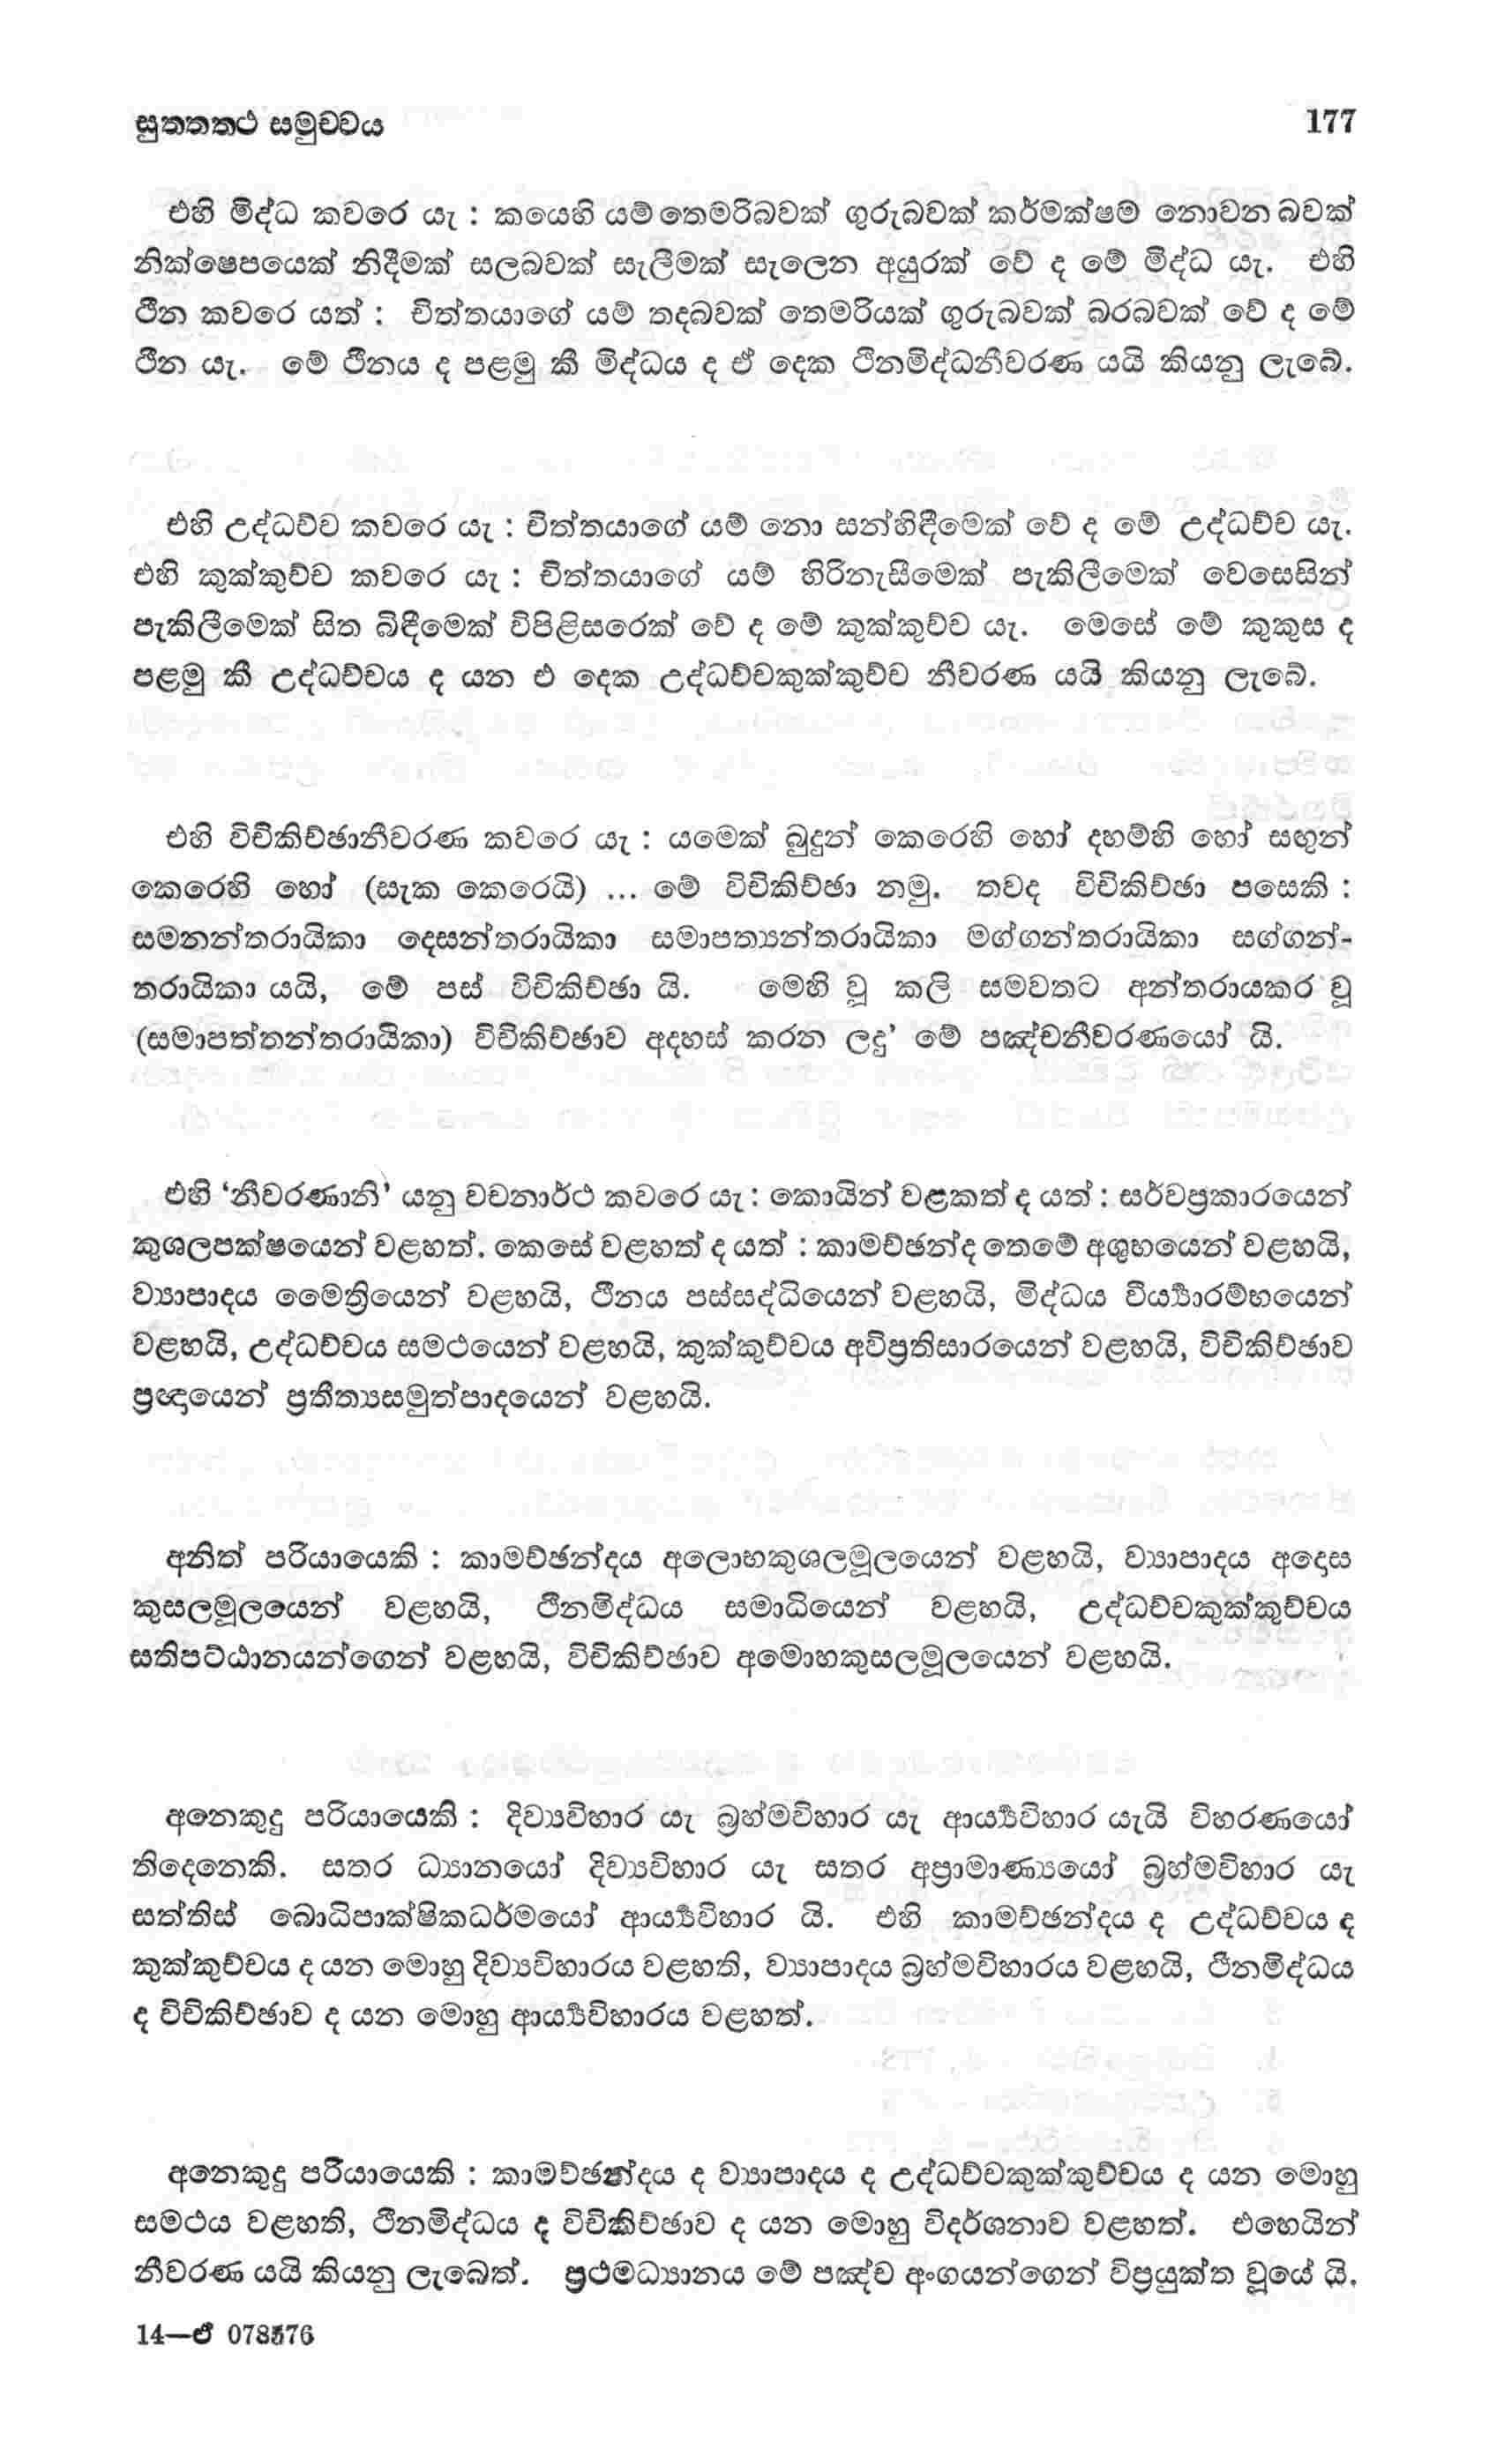 සුතතතථ සමුච්චය 177
එහි මිද්ධ කවරෙ යැ : කයෙහි යම් තෙමරිබවක් ගුරුබවක් කර්මක්ෂම නොවන බවක්
නික්ෂෙපයෙක් නිදීමක් සලබවක් සැලීමක් සැලෙන අයුරක් වේ ද මේ මිද්ධ යැ. එහි
ථීන කවරෙ යත් : චිත්තයාගේ යම් තදබවක් තෙමරියක් ගුරුබවක් බරබවක් වේ ද මේ
ථීන යැ. මේ ථීනය ද පළමු කී මිද්ධය ද ඒ දෙක ථිනමිද්ධනීවරණ යයි කියනු ලැබේ.
එහි උද්ධච්ච කවරෙ යැ : චිත්තයාගේ යම් නො සන්හිඳීමෙක් වේ ද මේ උද්ධච්ච යැ.
එහි කුක්කුච්ච කවරෙ යැ : චිත්තයාගේ යම් හිරිනැසීමෙක් පැකිලීමෙක් වෙසෙසින්
පැකිලීමෙක් සිත බිඳීමෙක් විපිළිසරෙක් වේ ද මේ කුක්කුච්ච යැ. මෙසේ මේ කුකුස ද
පළමු කී උද්ධච්චය ද යන එ දෙක උද්ධච්චකුක්කුච්ච නීවරණ යයි කියනු ලැබේ.
එහි විචිකිච්ඡානීවරණ කවරෙ යැ : යමෙක් බුදුන් කෙරෙහි හෝ දහම්හි හෝ සඟුන්
කෙරෙහි හෝ (සැක කෙරෙයි) ... මේ විචිකිච්ඡා නමු. තවද විචිකිච්ඡා පසෙකි :
සමනන්තරායිකා දෙසන්තරායිකා සමාපත්‍යන්තරායිකා මග්ගන්තරායිකා සග්ගන්-
තරායිකා යයි, මේ පස් විචිකිච්ඡා යි. මෙහි වූ කලි සමවතට අන්තරායකර වූ
(සමාපත්තන්තරායිකා) විචිකිච්ඡාව අදහස් කරන ලදු’ මේ පඤ්චනීවරණයෝ යි.
එහි ‘නීවරණානි’ යනු වචනාර්ථ කවරෙ යැ : කොයින් වළකත් ද යත් : සර්වප්‍රකාරයෙන්
කුශලපක්ෂයෙන් වළහත්. කෙසේ වළහත් ද යත් : කාමච්ඡන්ද තෙමේ අශුභයෙන් වළහයි,
ව්‍යාපාදය මෛත්‍රියෙන් වළහයි, ථීනය පස්සද්ධියෙන් වළහයි, මිද්ධය වීර්‍ය්‍යාරම්භයෙන්
වළහයි, උද්ධච්චය සමථයෙන් වළහයි, කුක්කුච්චය අවිප්‍රතිසාරයෙන් වළහයි, විචිකිච්ඡාව
ප්‍රඥායෙන් ප්‍රතීත්‍යසමුත්පාදයෙන් වළහයි.
අනිත් පරියායෙකි : කාමච්ඡන්දය අලොභකුශලමූලයෙන් වළහයි, ව්‍යාපාදය අදොස
කුසලමූලයෙන් වළහයි, ථීනමිද්ධය සමාධියෙන් වළහයි, උද්ධච්චකුක්කුච්චය
සතිපට්ඨානයන්ගෙන් වළහයි, විචිකිච්ඡාව අමොහකුසලමූලයෙන් වළහයි.
අනෙකුදු පරියායෙකි : දිව්‍යවිහාර යැ බ්‍රහ්මවිහාර යැ ආර්‍ය්‍යවිහාර යැයි විහරණයෝ
තිදෙනෙකි. සතර ධ්‍යානයෝ දිව්‍යවිහාර යැ සතර අප්‍රාමාණ්‍යයෝ බ්‍රහ්මවිහාර යැ
සත්තිස් බොධිපාක්ෂිකධර්මයෝ ආර්‍ය්‍යවිහාර යි. එහි කාමච්ඡන්දය ද උද්ධච්චය ද
කුක්කුච්චය ද යන මොහු දිව්‍යවිහාරය වළහති, ව්‍යාපාදය බ්‍රහ්මවිහාරය වළහයි, ථීනමිද්ධය
ද විචිකිච්ඡාව ද යන මොහු ආර්‍ය්‍යවිහාරය වළහත්.
අනෙකුදු පරියායෙකි : කාමච්ඡන්දය ද ව්‍යාපාදය ද උද්ධච්චකුක්කුච්චය ද යන මොහු
සමථය වළහති, ථීනමිද්ධය ද විචිකිච්ඡාව ද යන මොහු විදර්ශනාව වළහත්. එහෙයින්
නීවරණ යයි කියනු ලැබෙත්. ප්‍රථමධ්‍යානය මේ පඤ්ච අංගයන්ගෙන් විප්‍රයුක්ත වූයේ යි.
14—ඒ 078576